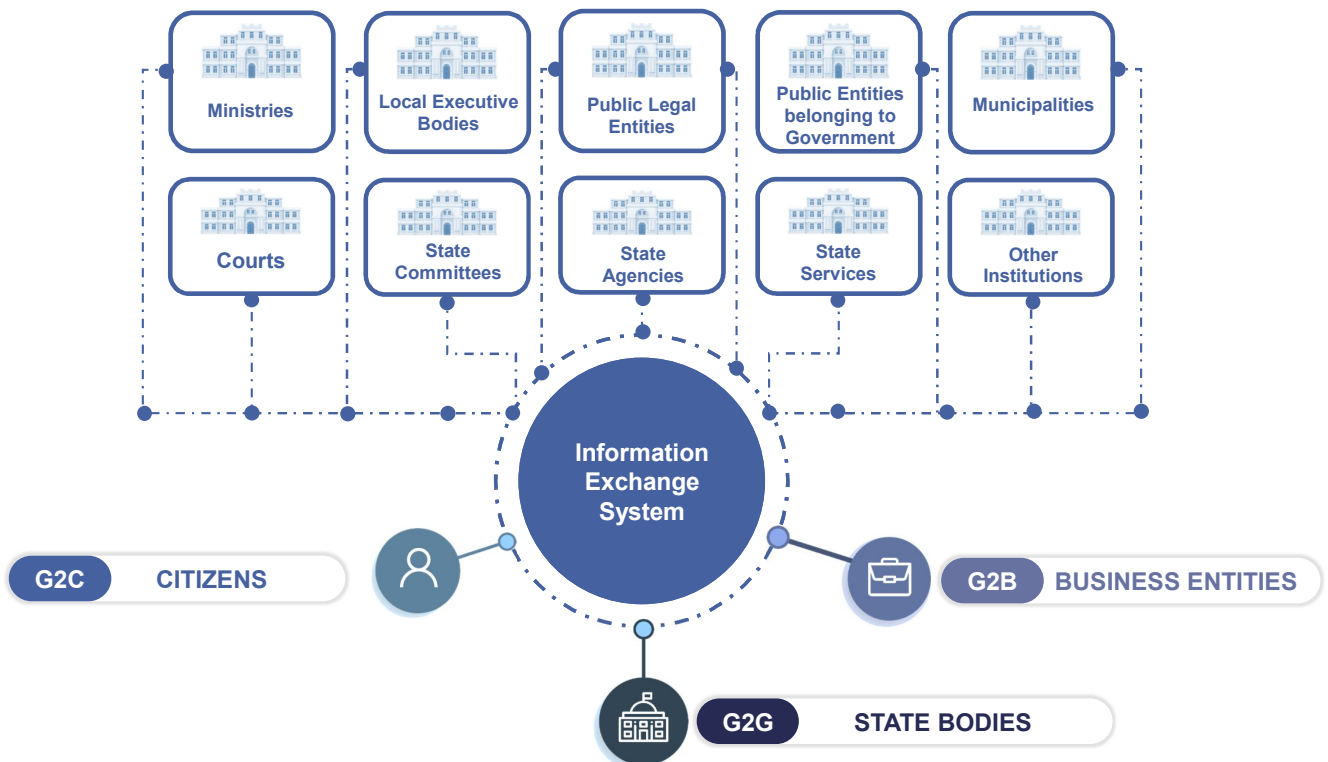 Ministries
Local Executive
Bodies
Public Legal
Entities
Public Entities
belonging to
Government
Municipalities
Courts
State
Committees
State
Agencies
State
Services
Other
Institutions
Information
Exchange
System
G2C CITIZENS
G2B BUSINESS ENTITIES
G2G STATE BODIES